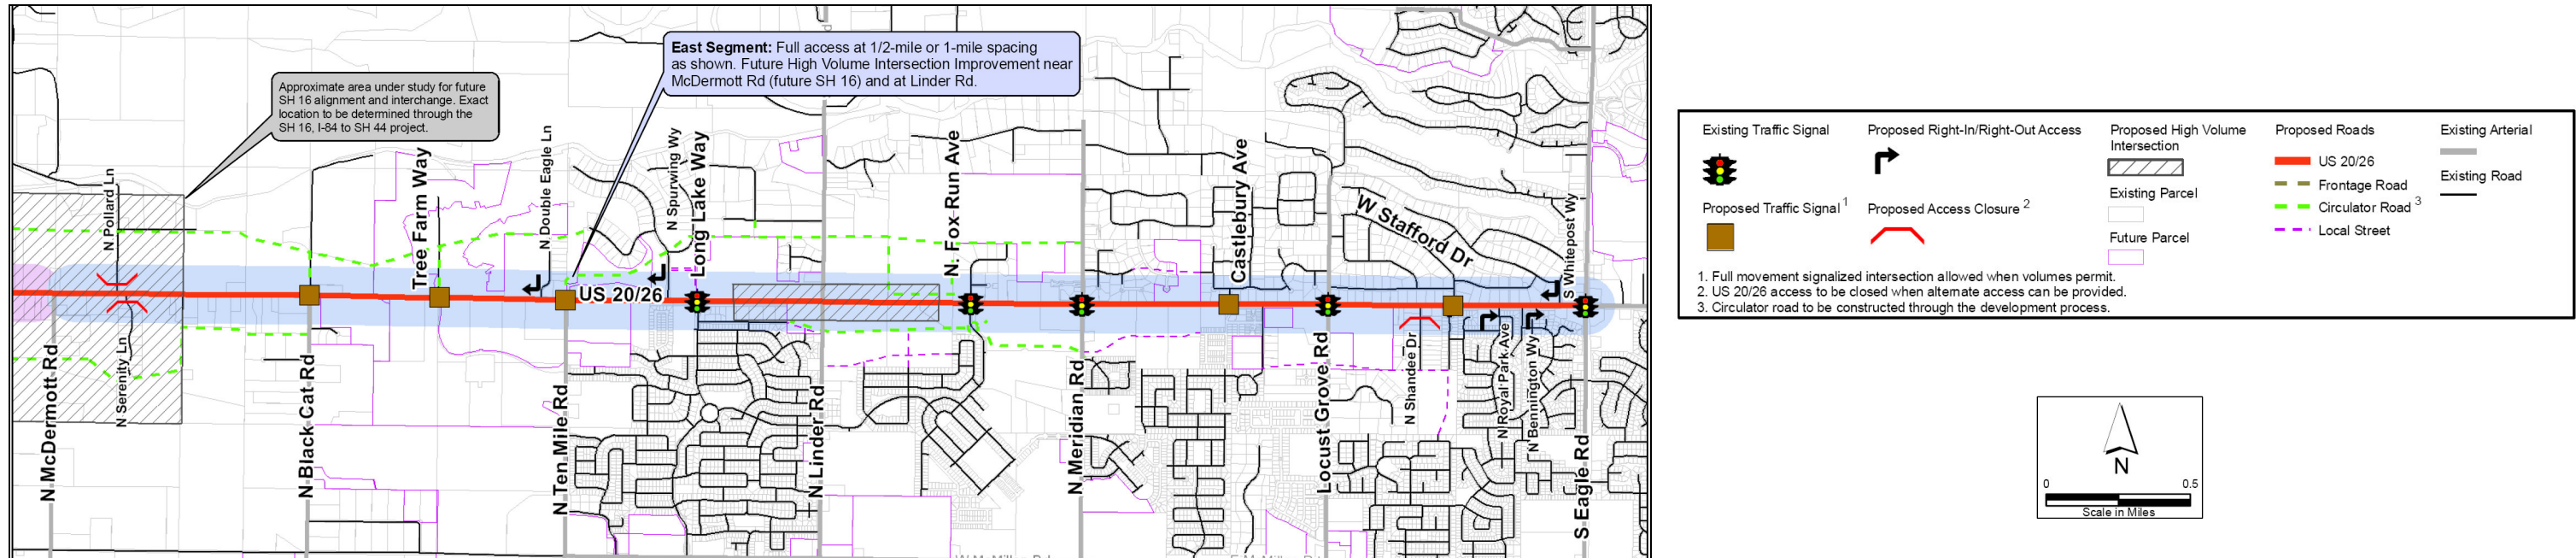 East Segment: Full access at 1/2-mile or 1-mile spacing
as shown. Future High Volume Intersection Improvement near
McDermott Rd (future SH 16) and at Linder Rd.
Approximate area under study for future
SH 16 alignment and interchange. Exact
location to be determined through the
SH 16, I-84 to SH 44 project.
N Pollard Ln
Tree Farm Way
N Double Eagle Ln
N Spurwing Wy
Long Lake Way
N. Fox Run Ave
Castlebury Ave
W Stafford Dr
S Whitepost Wy
US 20/26
N McDermott Rd
N Serenity Ln
N Black Cat Rd
N Ten Mile Rd
N Linder Rd
N Meridian Rd
Locust Grove Rd
N Shandee Dr
N Royal Park Ave
N Bennington Wy
S Eagle Rd
Existing Traffic Signal
Proposed Traffic Signal 1
Proposed Right-In/Right-Out Access
Proposed Access Closure 2
Proposed High Volume
Intersection
Existing Parcel
Future Parcel
Proposed Roads
US 20/26
Frontage Road
Circulator Road 3
Local Street
Existing Arterial
Existing Road
1. Full movement signalized intersection allowed when volumes permit.
2. US 20/26 access to be closed when alternate access can be provided.
3. Circulator road to be constructed through the development process.
N
0 0.5
Scale in Miles